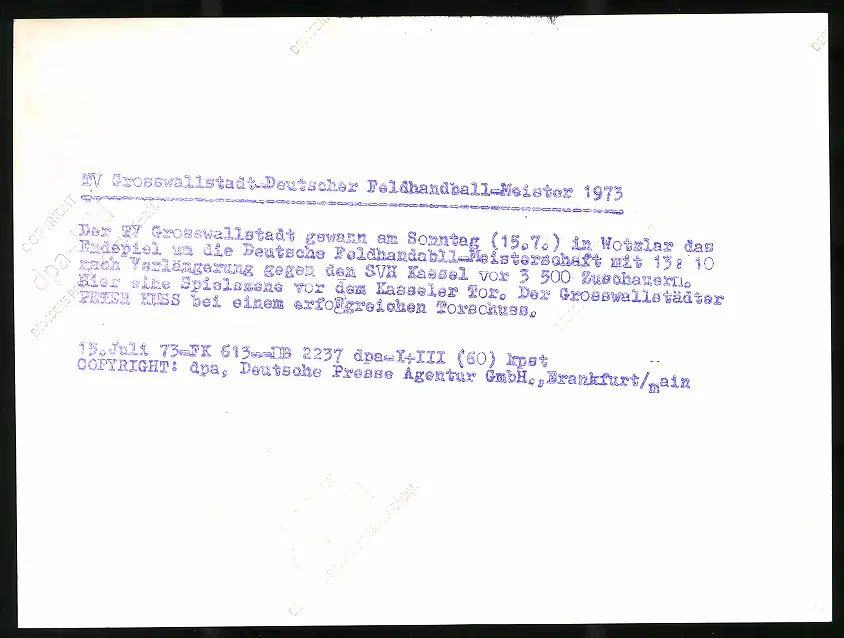 TV Grosswallstadt-Deutscher Feldhandball-Meister 1973
Der TV Grosswallstadt gewann am Sonntag (15.7.) in Wetzlar das
Endspiel um die Deutsche Feldhandabll-Meisterschaft mit 13: 10
nach Verlängerung gegen den SVH Kassel vor 3 500 Zuschauern.
Hier eine Spielszene vor dem Kasseler Tor. Der Grosswallstädter
PETER KUSS bei einem erfolgreichen Torschuss.
15.Juli 73-FK 613--DB 2237 dpa-I+III (60) kpst
COPYRIGHT: dpa, Deutsche Presse Agentur GmbH.,Frankfurt/main
COPYRIGHT
dpa